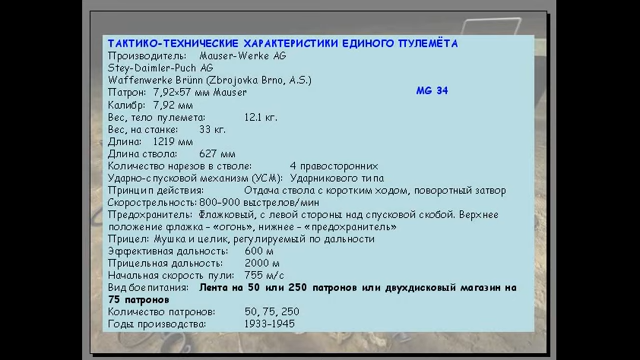 ТАКТИКО-ТЕХНИЧЕСКИЕ ХАРАКТЕРИСТИКИ ЕДИНОГО ПУЛЕМЁТА
Производитель: Mauser-Werke AG
Stey-Daimler-Puch AG
Waffenwerke Brünn (Zbrojovka Brno, A.S.)
Патрон: 7,92×57 мм Mauser
MG 34
Калибр: 7,92 мм
Вес, тело пулемета: 12.1 кг.
Вес, на станке: 33 кг.
Длина: 1219 мм
Длина ствола: 627 мм
Количество нарезов в стволе: 4 правосторонних
Ударно-спусковой механизм (УСМ): Ударникового типа
Принцип действия: Отдача ствола с коротким ходом, поворотный затвор
Скорострельность: 800-900 выстрелов/мин
Предохранитель: Флажковый, с левой стороны над спусковой скобой. Верхнее
положение флажка - «огонь», нижнее - «предохранитель»
Прицел: Мушка и целик, регулируемый по дальности
Эффективная дальность: 600 м
Прицельная дальность: 2000 м
Начальная скорость пули: 755 м/с
Вид боепитания: Лента на 50 или 250 патронов или двухдисковый магазин на
75 патронов
Количество патронов: 50, 75, 250
Годы производства: 1933-1945